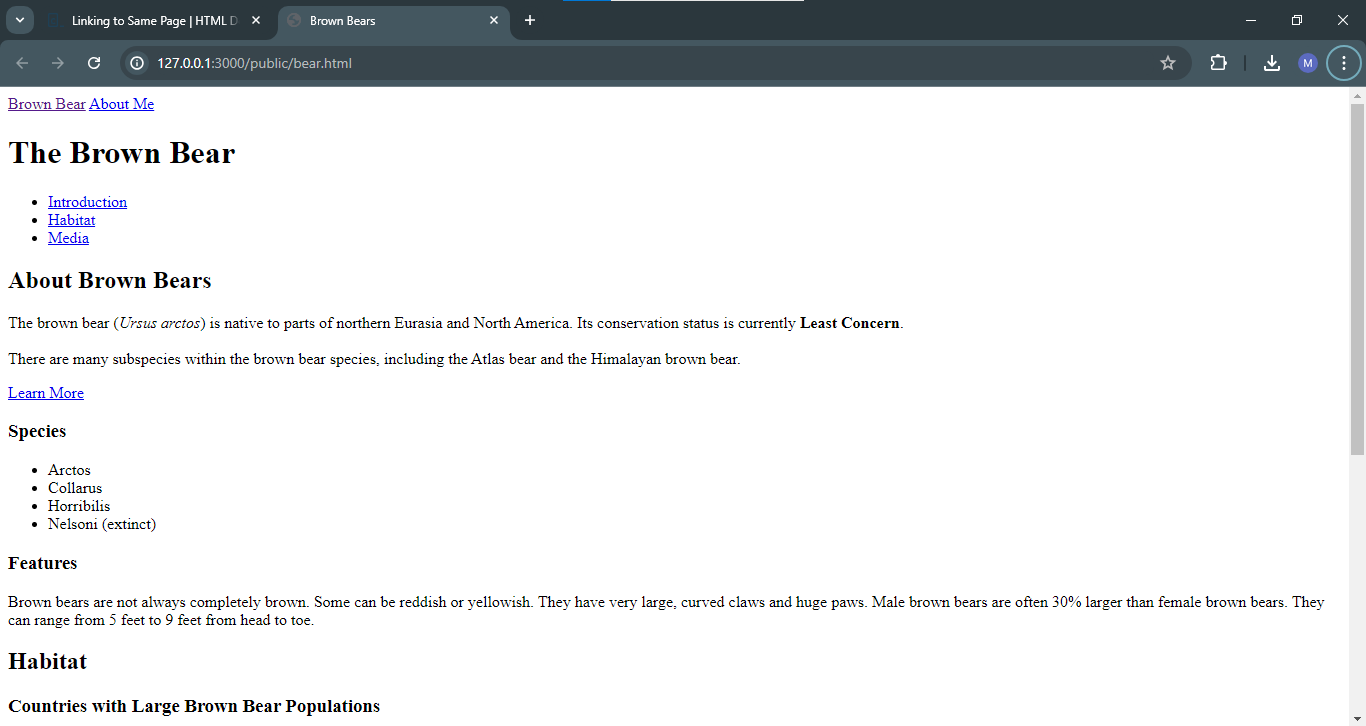 Linking to Same Page | HTML D
Brown Bears
127.0.0.1:3000/public/bear.html
M
Brown Bear About Me
The Brown Bear
Introduction
Habitat
Media
About Brown Bears
The brown bear (Ursus arctos) is native to parts of northern Eurasia and North America. Its conservation status is currently Least Concern.
There are many subspecies within the brown bear species, including the Atlas bear and the Himalayan brown bear.
Learn More
Species
Arctos
Collarus
Horribilis
Nelsoni (extinct)
Features
Brown bears are not always completely brown. Some can be reddish or yellowish. They have very large, curved claws and huge paws. Male brown bears are often 30% larger than female brown bears. They
can range from 5 feet to 9 feet from head to toe.
Habitat
Countries with Large Brown Bear Populations